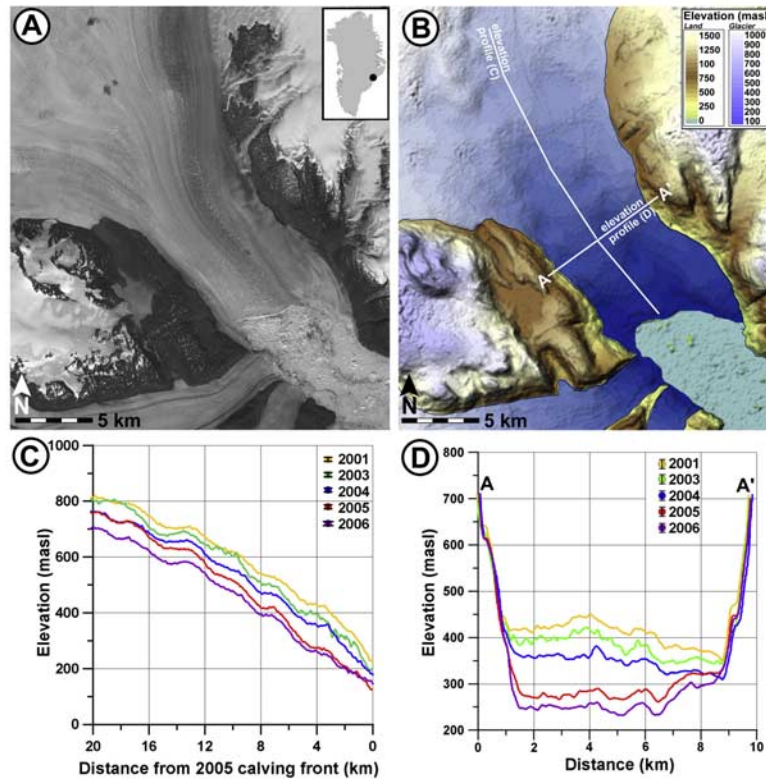 A
N
5 km
B
Elevation (masl)
Land
Glacier
1500
1250
1000
750
500
250
0
1000
900
800
700
600
500
400
300
200
100
elevation
profile (C)
elevation
profile (D)
A
A
N
5 km
C
1000
800
600
400
200
0
Elevation (masl)
2001
2003
2004
2005
2006
20
16
12
8
4
0
Distance from 2005 calving front (km)
D
800
700
600
500
400
300
200
Elevation (masl)
A
A'
2001
2003
2004
2005
2006
0
2
4
6
8
10
Distance (km)